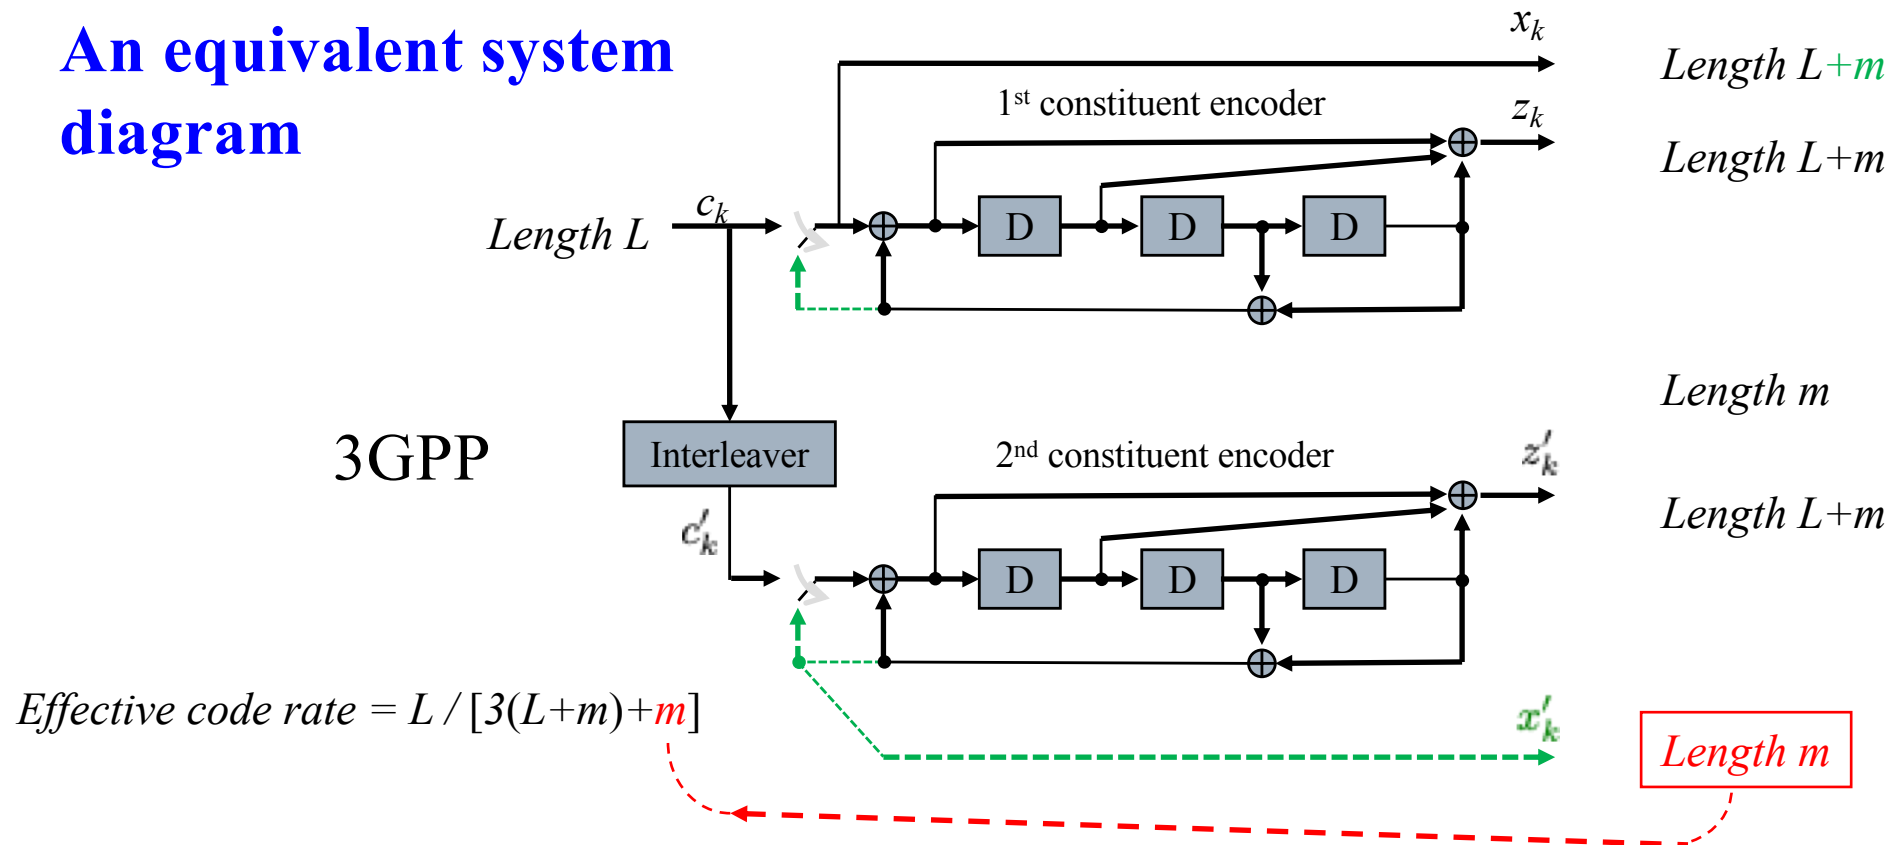 An equivalent system
diagram
x_k
Length L+m
1st constituent encoder
z_k
Length L+m
c_k
Length L
D D D
Length m
3GPP
Interleaver
2nd constituent encoder
z'_k
Length L+m
c'_k
D D D
Effective code rate = L / [3(L+m)+m]
x'_k
Length m